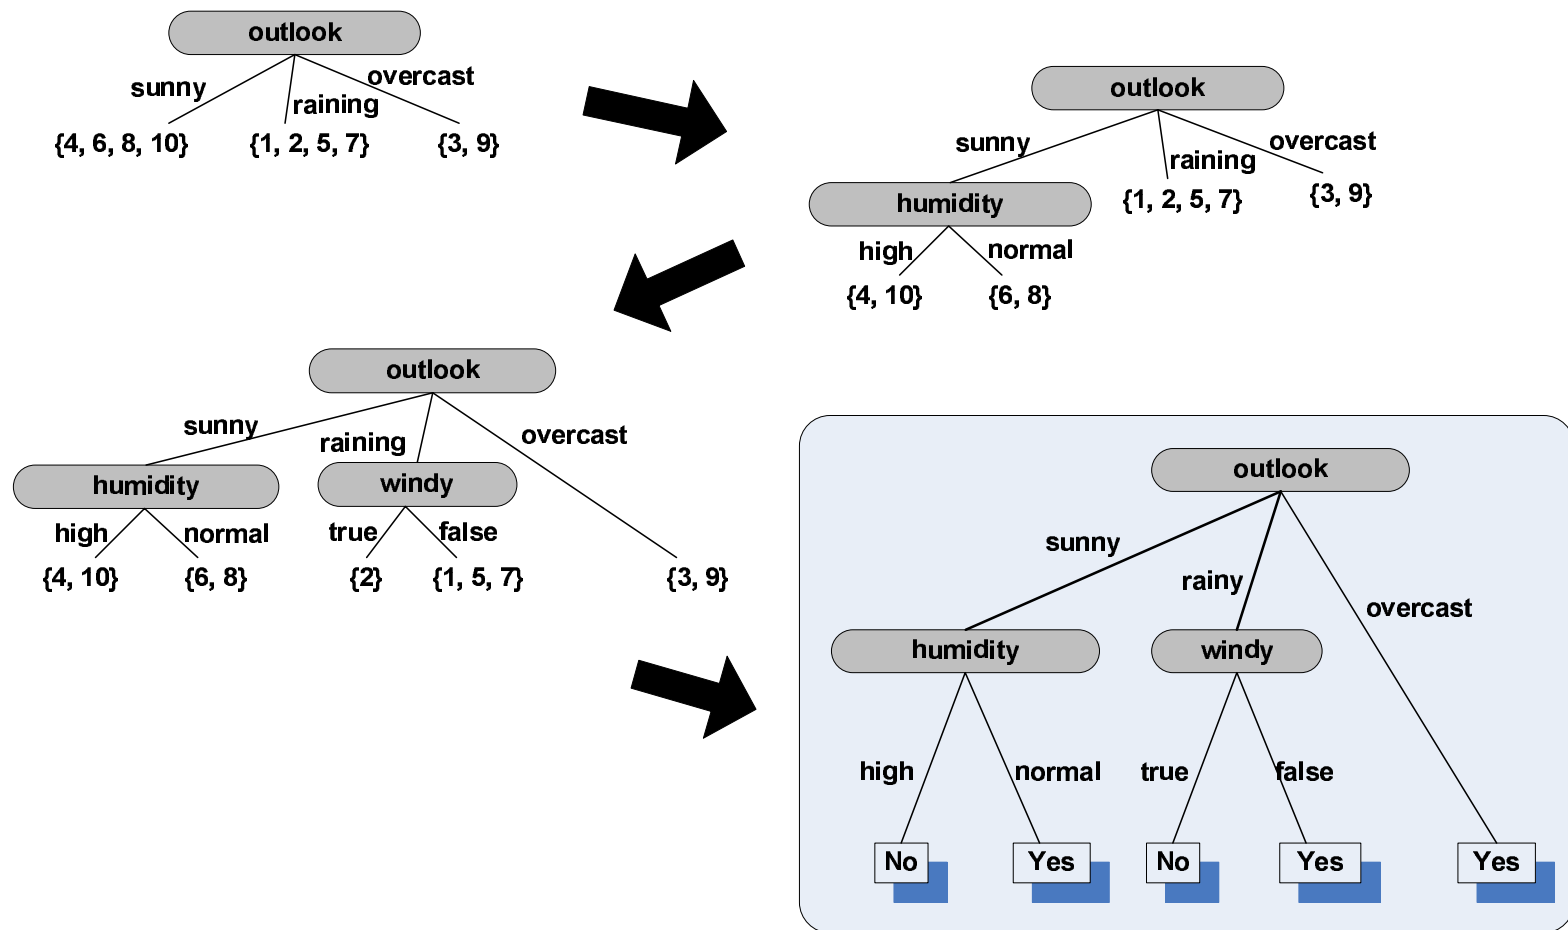 outlook
sunny
raining
overcast
{4, 6, 8, 10}
{1, 2, 5, 7}
{3, 9}
outlook
sunny
raining
overcast
humidity
{1, 2, 5, 7}
{3, 9}
high
normal
{4, 10}
{6, 8}
outlook
sunny
raining
overcast
humidity
windy
high
normal
true
false
{4, 10}
{6, 8}
{2}
{1, 5, 7}
{3, 9}
outlook
sunny
rainy
overcast
humidity
windy
high
normal
true
false
No
Yes
No
Yes
Yes